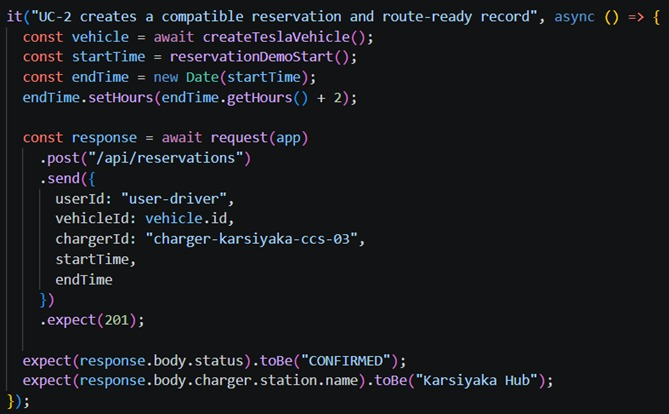 it("UC-2 creates a compatible reservation and route-ready record", async () => {
  const vehicle = await createTeslaVehicle();
  const startTime = reservationDemoStart();
  const endTime = new Date(startTime);
  endTime.setHours(endTime.getHours() + 2);

  const response = await request(app)
    .post("/api/reservations")
    .send({
      userId: "user-driver",
      vehicleId: vehicle.id,
      chargerId: "charger-karsiyaka-ccs-03",
      startTime,
      endTime
    })
    .expect(201);

  expect(response.body.status).toBe("CONFIRMED");
  expect(response.body.charger.station.name).toBe("Karsiyaka Hub");
});